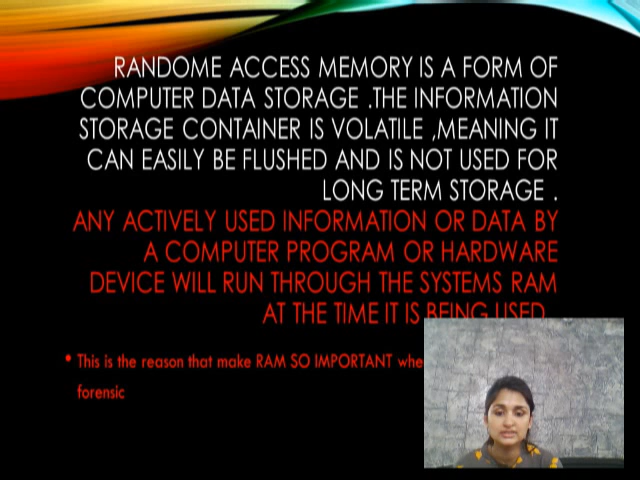 RANDOME ACCESS MEMORY IS A FORM OF
COMPUTER DATA STORAGE .THE INFORMATION
STORAGE CONTAINER IS VOLATILE ,MEANING IT
CAN EASILY BE FLUSHED AND IS NOT USED FOR
LONG TERM STORAGE .
ANY ACTIVELY USED INFORMATION OR DATA BY
A COMPUTER PROGRAM OR HARDWARE
DEVICE WILL RUN THROUGH THE SYSTEMS RAM
AT THE TIME IT IS BEING USED
• This is the reason that make RAM SO IMPORTANT
forensic